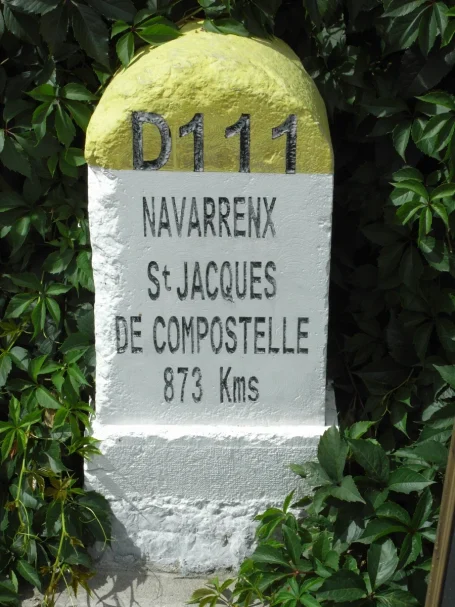 D111
NAVARRENX
St JACQUES
DE COMPOSTELLE
873 Kms